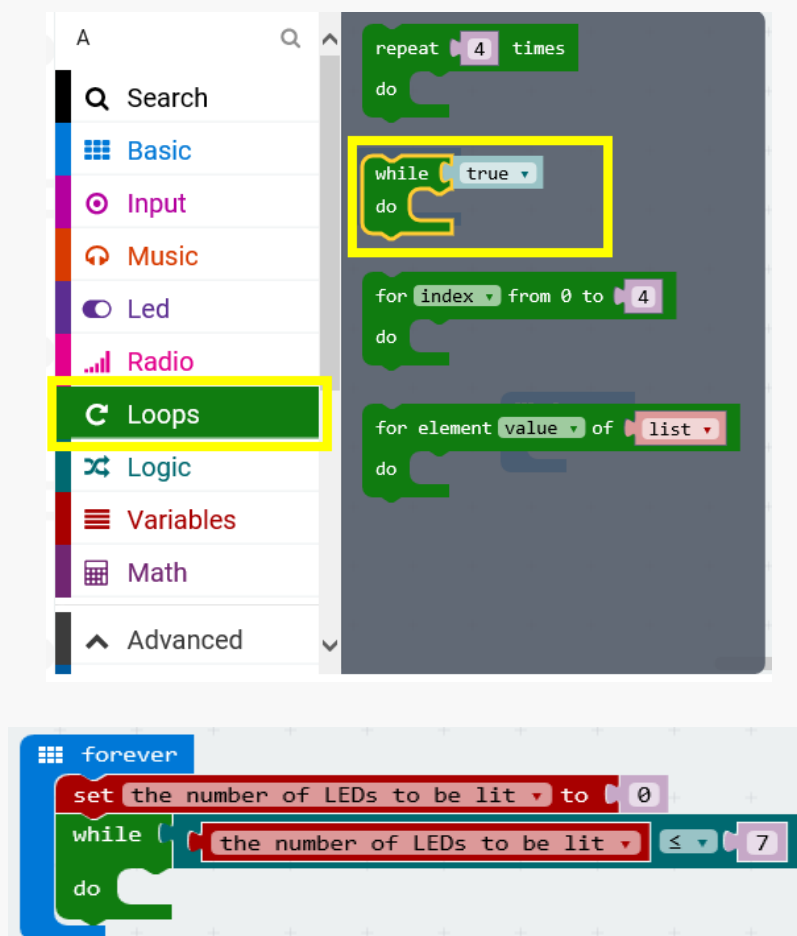 A
Search
Basic
Input
Music
Led
Radio
Loops
Logic
Variables
Math
Advanced
repeat 4 times
do
while true
do
for index from 0 to 4
do
for element value of list
do
forever
set the number of LEDs to be lit to 0
while the number of LEDs to be lit ≤ 7
do